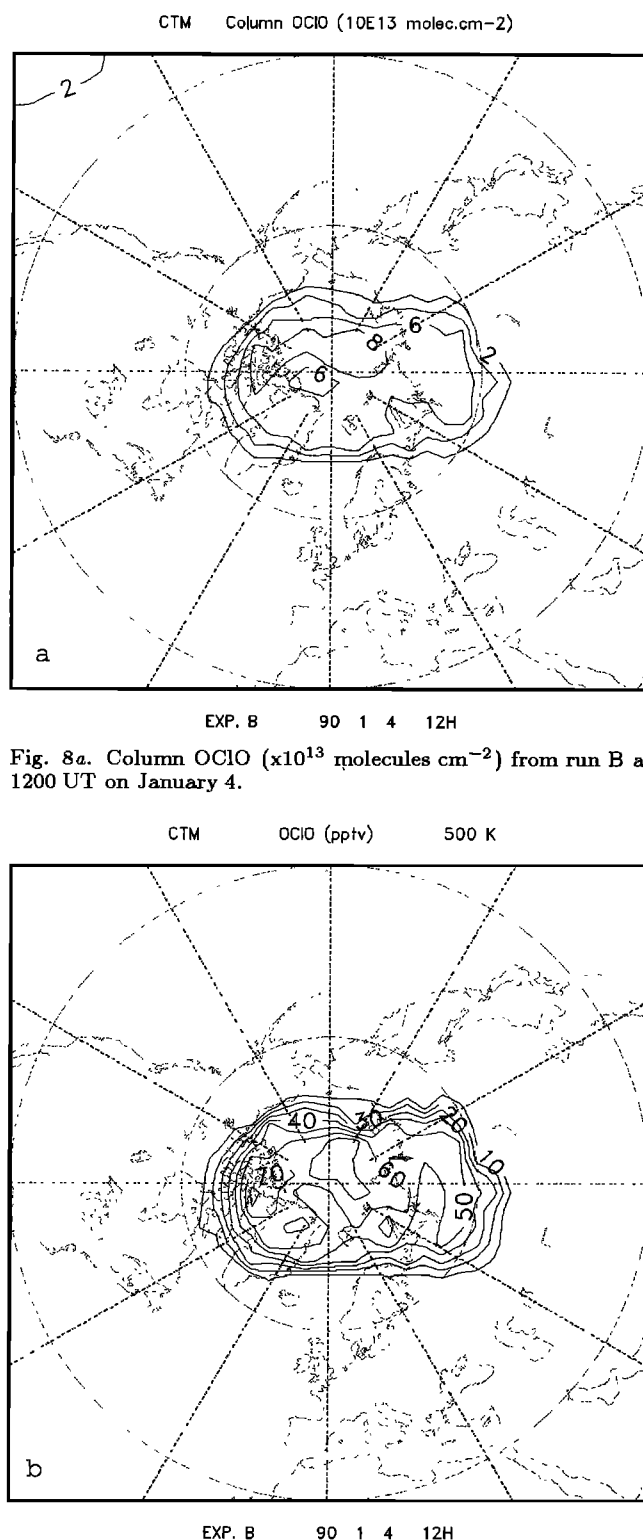 CTM Column OClO (10E13 molec.cm-2)
2
6
8
2
6
a
EXP. B 90 1 4 12H
Fig. 8a. Column OClO (x10¹³ molecules cm⁻²) from run B a
1200 UT on January 4.
CTM OClO (pptv) 500 K
40
30
20
10
70
60
50
b
EXP. B 90 1 4 12H